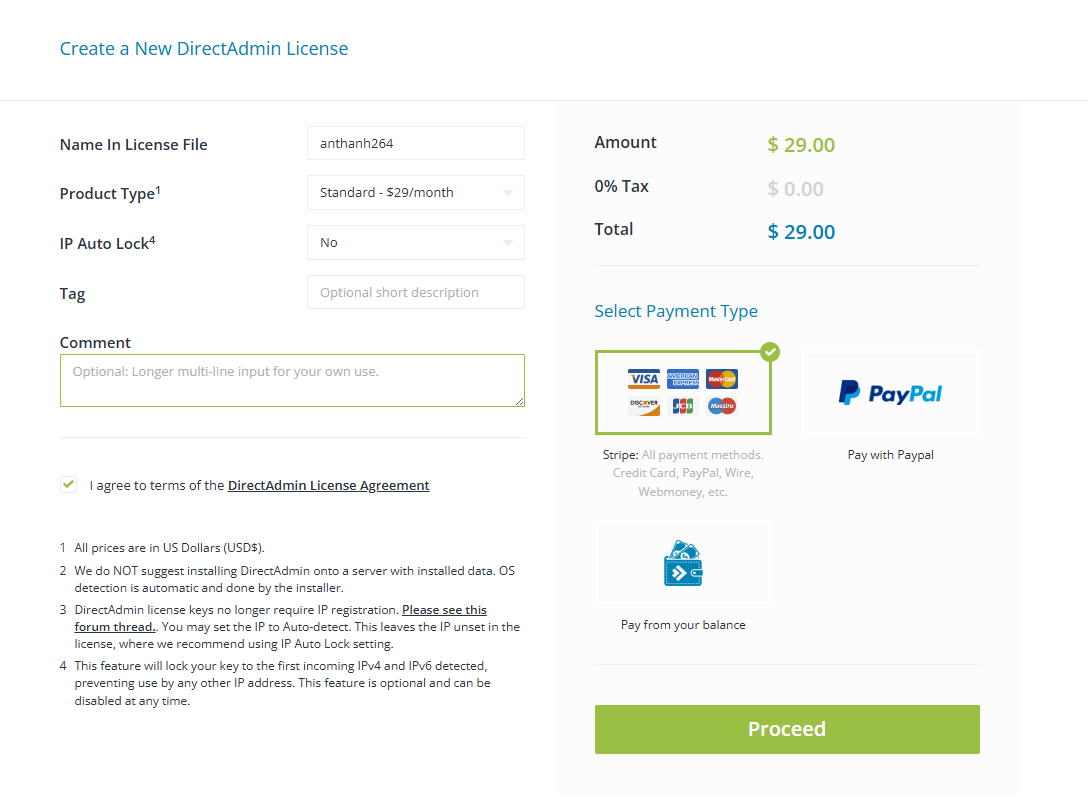 Create a New DirectAdmin License
Name In License File
anthanh264
Product Type1
Standard - $29/month
IP Auto Lock4
No
Tag
Optional short description
Comment
Optional: Longer multi-line input for your own use.
I agree to terms of the DirectAdmin License Agreement
1 All prices are in US Dollars (USD$).
2 We do NOT suggest installing DirectAdmin onto a server with installed data. OS
detection is automatic and done by the installer.
3 DirectAdmin license keys no longer require IP registration. Please see this
forum thread.. You may set the IP to Auto-detect. This leaves the IP unset in the
license, where we recommend using IP Auto Lock setting.
4 This feature will lock your key to the first incoming IPv4 and IPv6 detected,
preventing use by any other IP address. This feature is optional and can be
disabled at any time.
Amount
$ 29.00
0% Tax
$ 0.00
Total
$ 29.00
Select Payment Type
VISA
AMERICAN EXPRESS
MasterCard
DISCOVER
NETWORK
JCB
Maestro
Stripe: All payment methods.
Credit Card, PayPal, Wire,
Webmoney, etc.
PayPal
Pay with Paypal
Pay from your balance
Proceed